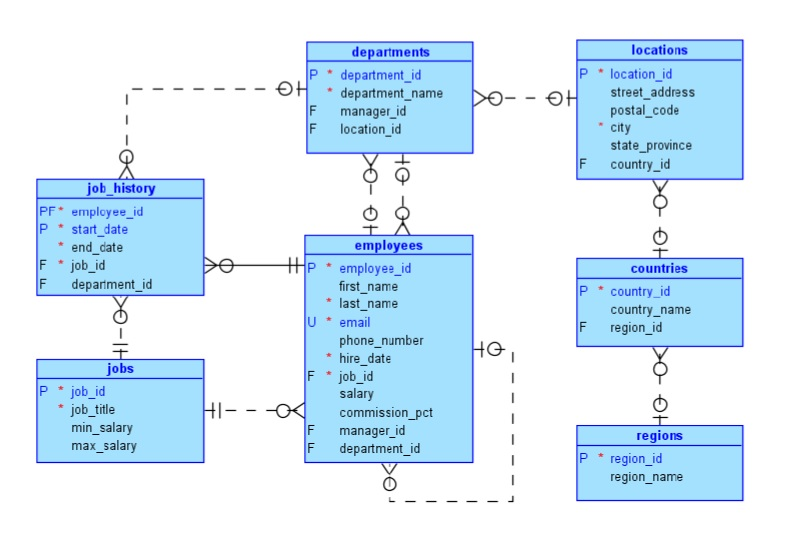 departments
P * department_id
* department_name
F manager_id
F location_id
locations
P * location_id
street_address
postal_code
* city
state_province
F country_id
job_history
PF * employee_id
P * start_date
* end_date
F * job_id
F department_id
employees
P * employee_id
first_name
* last_name
U * email
phone_number
* hire_date
F * job_id
salary
commission_pct
F manager_id
F department_id
countries
P * country_id
country_name
F region_id
jobs
P * job_id
* job_title
min_salary
max_salary
regions
P * region_id
region_name